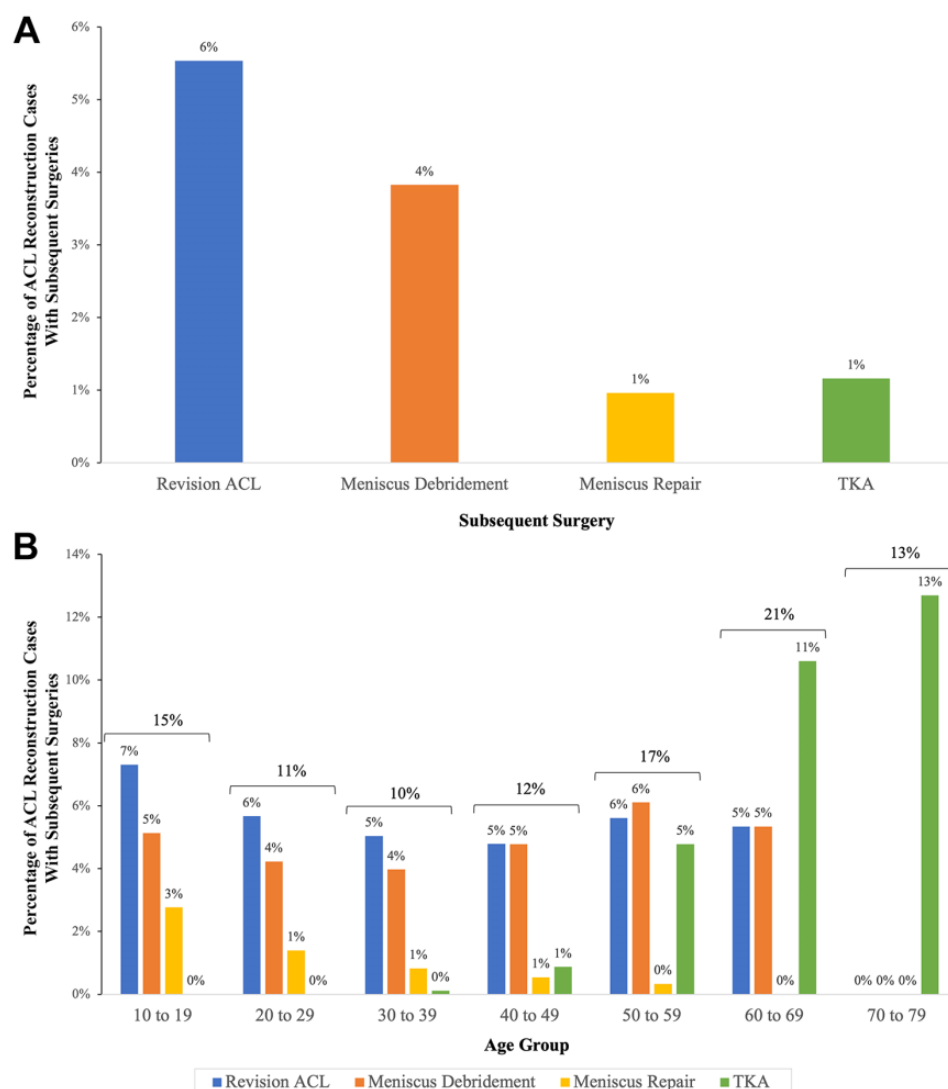 A
Percentage of ACL Reconstruction Cases
With Subsequent Surgeries
6%
5%
4%
3%
2%
1%
0%
6%
4%
1%
1%
Revision ACL
Meniscus Debridement
Meniscus Repair
TKA
Subsequent Surgery
B
Percentage of ACL Reconstruction Cases
With Subsequent Surgeries
14%
12%
10%
8%
6%
4%
2%
0%
15%
7%
5%
3%
0%
11%
6%
4%
1%
0%
10%
5%
4%
1%
0%
12%
5%
5%
1%
1%
17%
6%
6%
0%
5%
21%
5%
5%
0%
11%
13%
0%
0%
0%
13%
10 to 19
20 to 29
30 to 39
40 to 49
50 to 59
60 to 69
70 to 79
Age Group
Revision ACL
Meniscus Debridement
Meniscus Repair
TKA